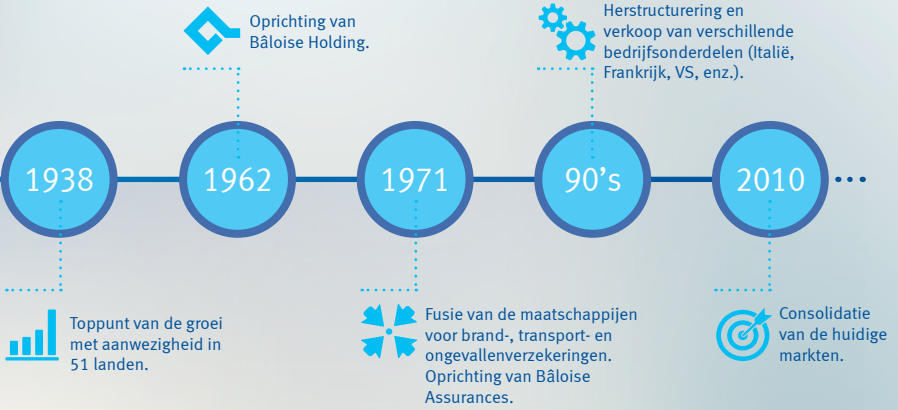 Oprichting van
Bâloise Holding.
Herstructurering en
verkoop van verschillende
bedrijfsonderdelen (Italië,
Frankrijk, VS, enz.).
1938
1962
1971
90’s
2010
Toppunt van de groei
met aanwezigheid in
51 landen.
Fusie van de maatschappijen
voor brand-, transport- en
ongevallenverzekeringen.
Oprichting van Bâloise
Assurances.
Consolidatie
van de huidige
markten.